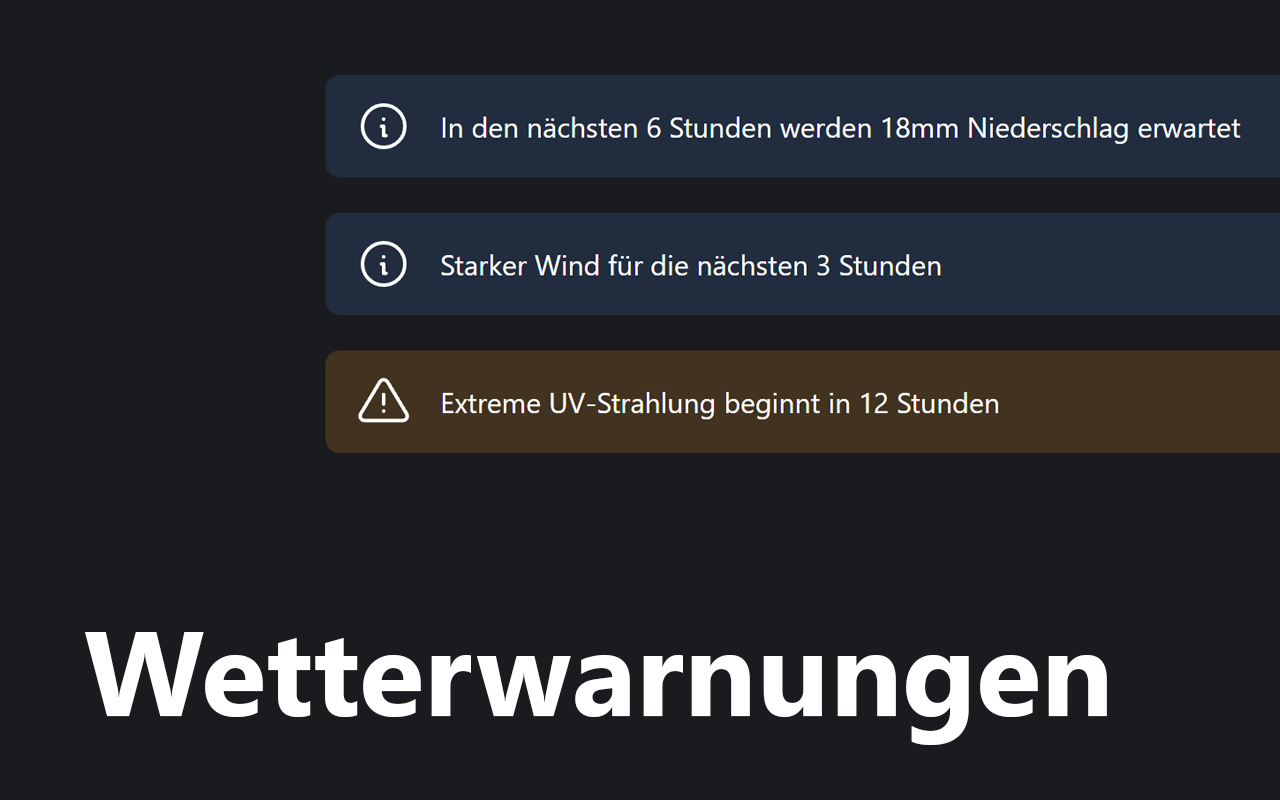 In den nächsten 6 Stunden werden 18mm Niederschlag erwartet
Starker Wind für die nächsten 3 Stunden
Extreme UV-Strahlung beginnt in 12 Stunden
Wetterwarnungen